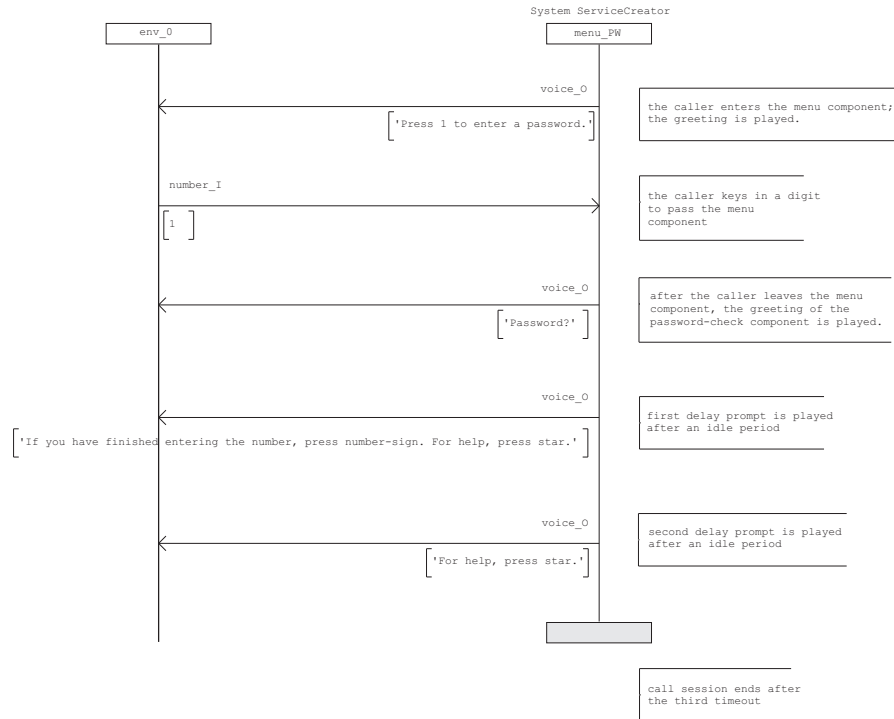 System ServiceCreator
env_0
menu_PW
voice_O
'Press 1 to enter a password.'
the caller enters the menu component;
the greeting is played.
number_I
1
the caller keys in a digit
to pass the menu
component
voice_O
'Password?'
after the caller leaves the menu
component, the greeting of the
password-check component is played.
voice_O
'If you have finished entering the number, press number-sign. For help, press star.'
first delay prompt is played
after an idle period
voice_O
'For help, press star.'
second delay prompt is played
after an idle period
call session ends after
the third timeout